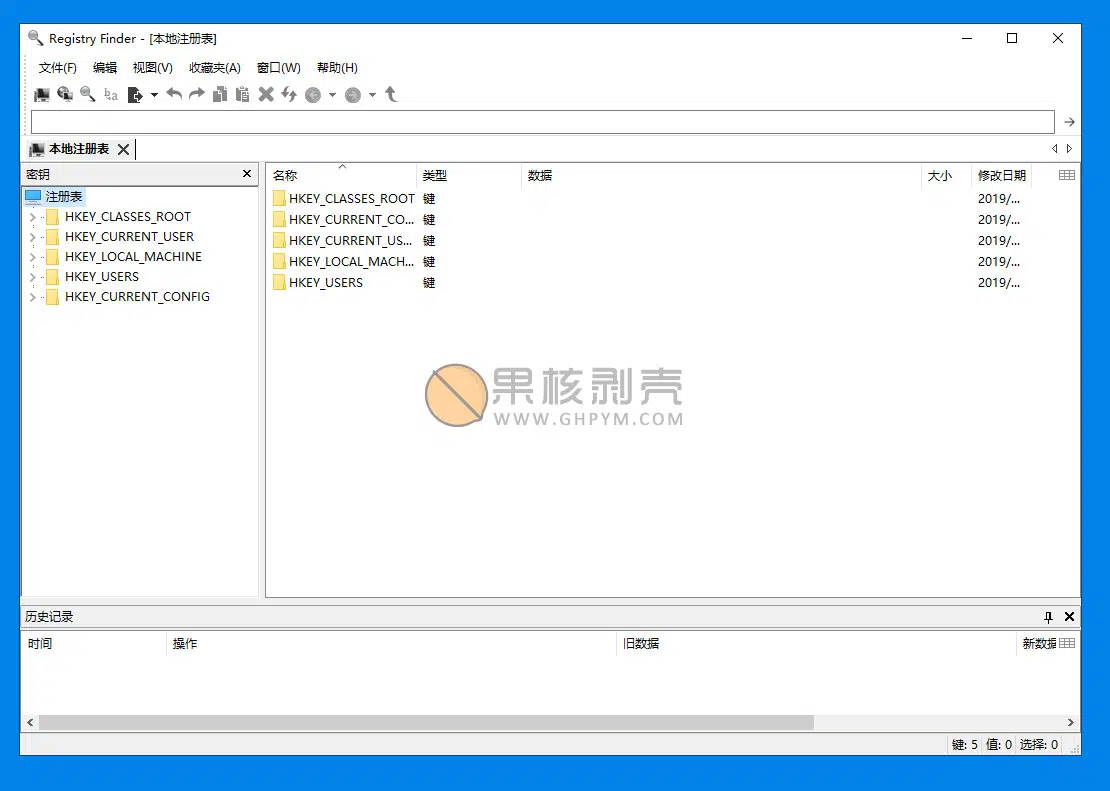 Registry Finder - [本地注册表]
文件(F) 编辑 视图(V) 收藏夹(A) 窗口(W) 帮助(H)
本地注册表
密钥
注册表
HKEY_CLASSES_ROOT
HKEY_CURRENT_USER
HKEY_LOCAL_MACHINE
HKEY_USERS
HKEY_CURRENT_CONFIG
名称 类型 数据 大小 修改日期
HKEY_CLASSES_ROOT 键 2019/...
HKEY_CURRENT_CO... 键 2019/...
HKEY_CURRENT_US... 键 2019/...
HKEY_LOCAL_MACH... 键 2019/...
HKEY_USERS 键 2019/...
果核剥壳
WWW.GHPYM.COM
历史记录
时间 操作 旧数据 新数据
键: 5 值: 0 选择: 0